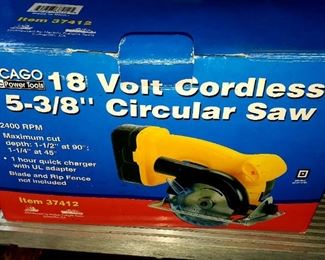 Item 37412
CAGO
Power Tools
18 Volt Cordless
5-3/8" Circular Saw
2400 RPM
Maximum cut
depth: 1-1/2" at 90°;
1-1/4" at 45°
• 1 hour quick charger
with UL adapter
Blade and Rip Fence
not included
Item 37412